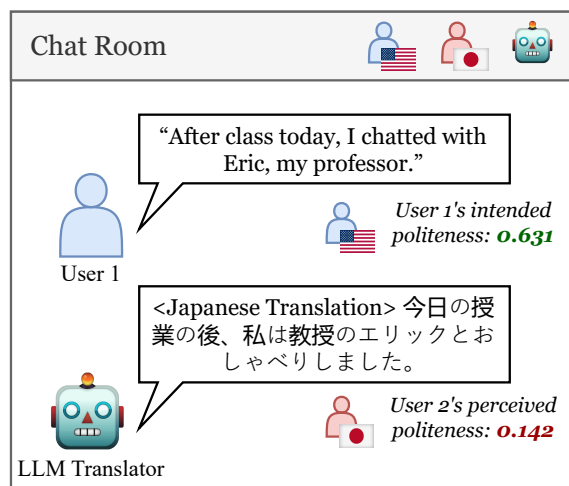 Chat Room
“After class today, I chatted with
Eric, my professor.”
User 1's intended
politeness: 0.631
User 1
<Japanese Translation> 今日の授
業の後、私は教授のエリックとお
しゃべりしました。
User 2's perceived
politeness: 0.142
LLM Translator